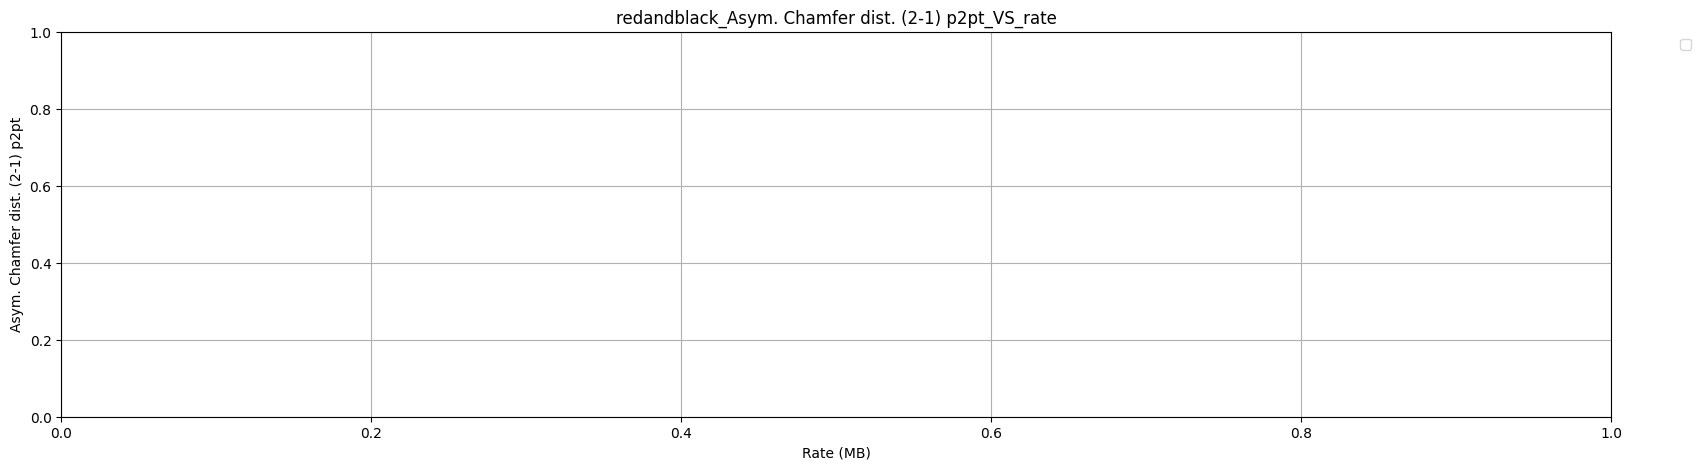 redandblack_Asym. Chamfer dist. (2-1) p2pt_VS_rate
Asym. Chamfer dist. (2-1) p2pt
1.0
0.8
0.6
0.4
0.2
0.0
0.0 0.2 0.4 0.6 0.8 1.0
Rate (MB)